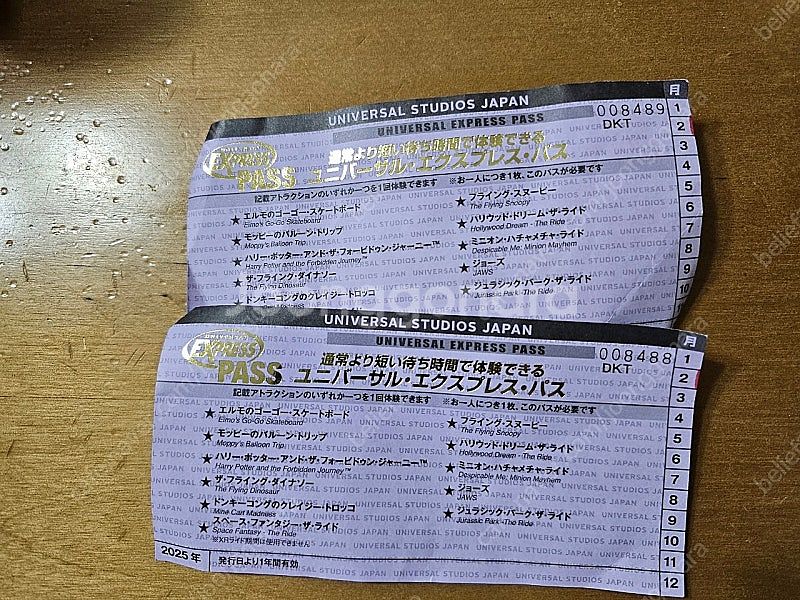 UNIVERSAL STUDIOS JAPAN
UNIVERSAL EXPRESS PASS
008489
DKT
月
1
2
3
4
5
6
7
8
9
10
EXPRESS
PASS
通常より短い待ち時間で体験できる
ユニバーサル・エクスプレス・パス
記載アトラクションのいずれか一つを1回体験できます ※お一人につき1枚、このパスが必要です
★ エルモのゴーゴー・スケートボード
Elmo's Go-Go Skateboard
★ モッピーのバルーン・トリップ
Moppy's Balloon Trip
★ ハリー・ポッター・アンド・ザ・フォービドゥン・ジャーニー™
Harry Potter and the Forbidden Journey™
★ ザ・フライング・ダイナソー
The Flying Dinosaur
★ ドンキーコングのクレイジー・トロッコ
★ フライング・スヌーピー
The Flying Snoopy
★ ハリウッド・ドリーム・ザ・ライド
Hollywood Dream - The Ride
★ ミニオン・ハチャメチャ・ライド
Despicable Me: Minion Mayhem
★ ジョーズ
JAWS
★ ジュラシック・パーク・ザ・ライド
Jurassic Park - The Ride
UNIVERSAL STUDIOS JAPAN
UNIVERSAL EXPRESS PASS
008488
DKT
月
1
2
3
4
5
6
7
8
9
10
11
12
UNIVERSAL
EXPRESS
PASS
通常より短い待ち時間で体験できる
ユニバーサル・エクスプレス・パス
記載アトラクションのいずれか一つを1回体験できます ※お一人につき1枚、このパスが必要です
★ エルモのゴーゴー・スケートボード
Elmo's Go-Go Skateboard
★ モッピーのバルーン・トリップ
Moppy's Balloon Trip
★ ハリー・ポッター・アンド・ザ・フォービドゥン・ジャーニー™
Harry Potter and the Forbidden Journey™
★ ザ・フライング・ダイナソー
The Flying Dinosaur
★ ドンキーコングのクレイジー・トロッコ
Mine Cart Madness
★ スペース・ファンタジー・ザ・ライド
Space Fantasy - The Ride
※XRライド期間は使用できません
★ フライング・スヌーピー
The Flying Snoopy
★ ハリウッド・ドリーム・ザ・ライド
Hollywood Dream - The Ride
★ ミニオン・ハチャメチャ・ライド
Despicable Me: Minion Mayhem
★ ジョーズ
JAWS
★ ジュラシック・パーク・ザ・ライド
Jurassic Park - The Ride
2025年
発行日より1年間有効